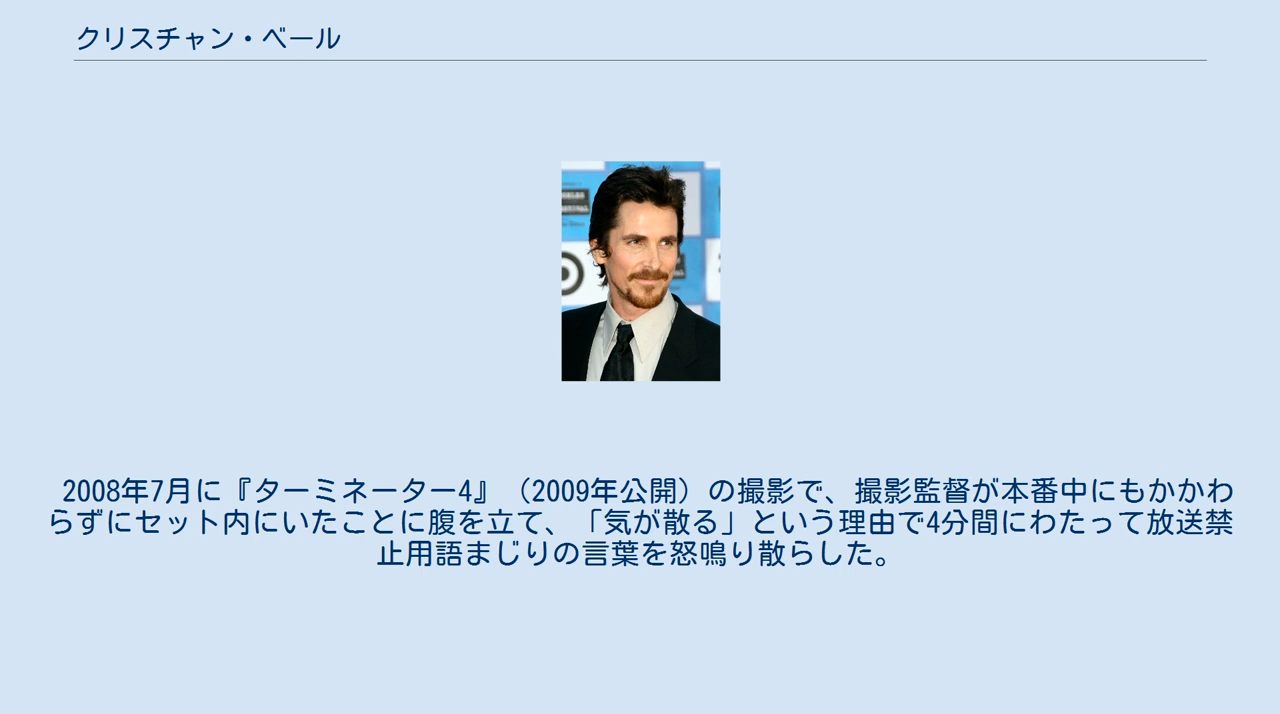 クリスチャン・ベール
2008年7月に『ターミネーター4』（2009年公開）の撮影で、撮影監督が本番中にもかかわ
らずにセット内にいたことに腹を立て、「気が散る」という理由で4分間にわたって放送禁
止用語まじりの言葉を怒鳴り散らした。